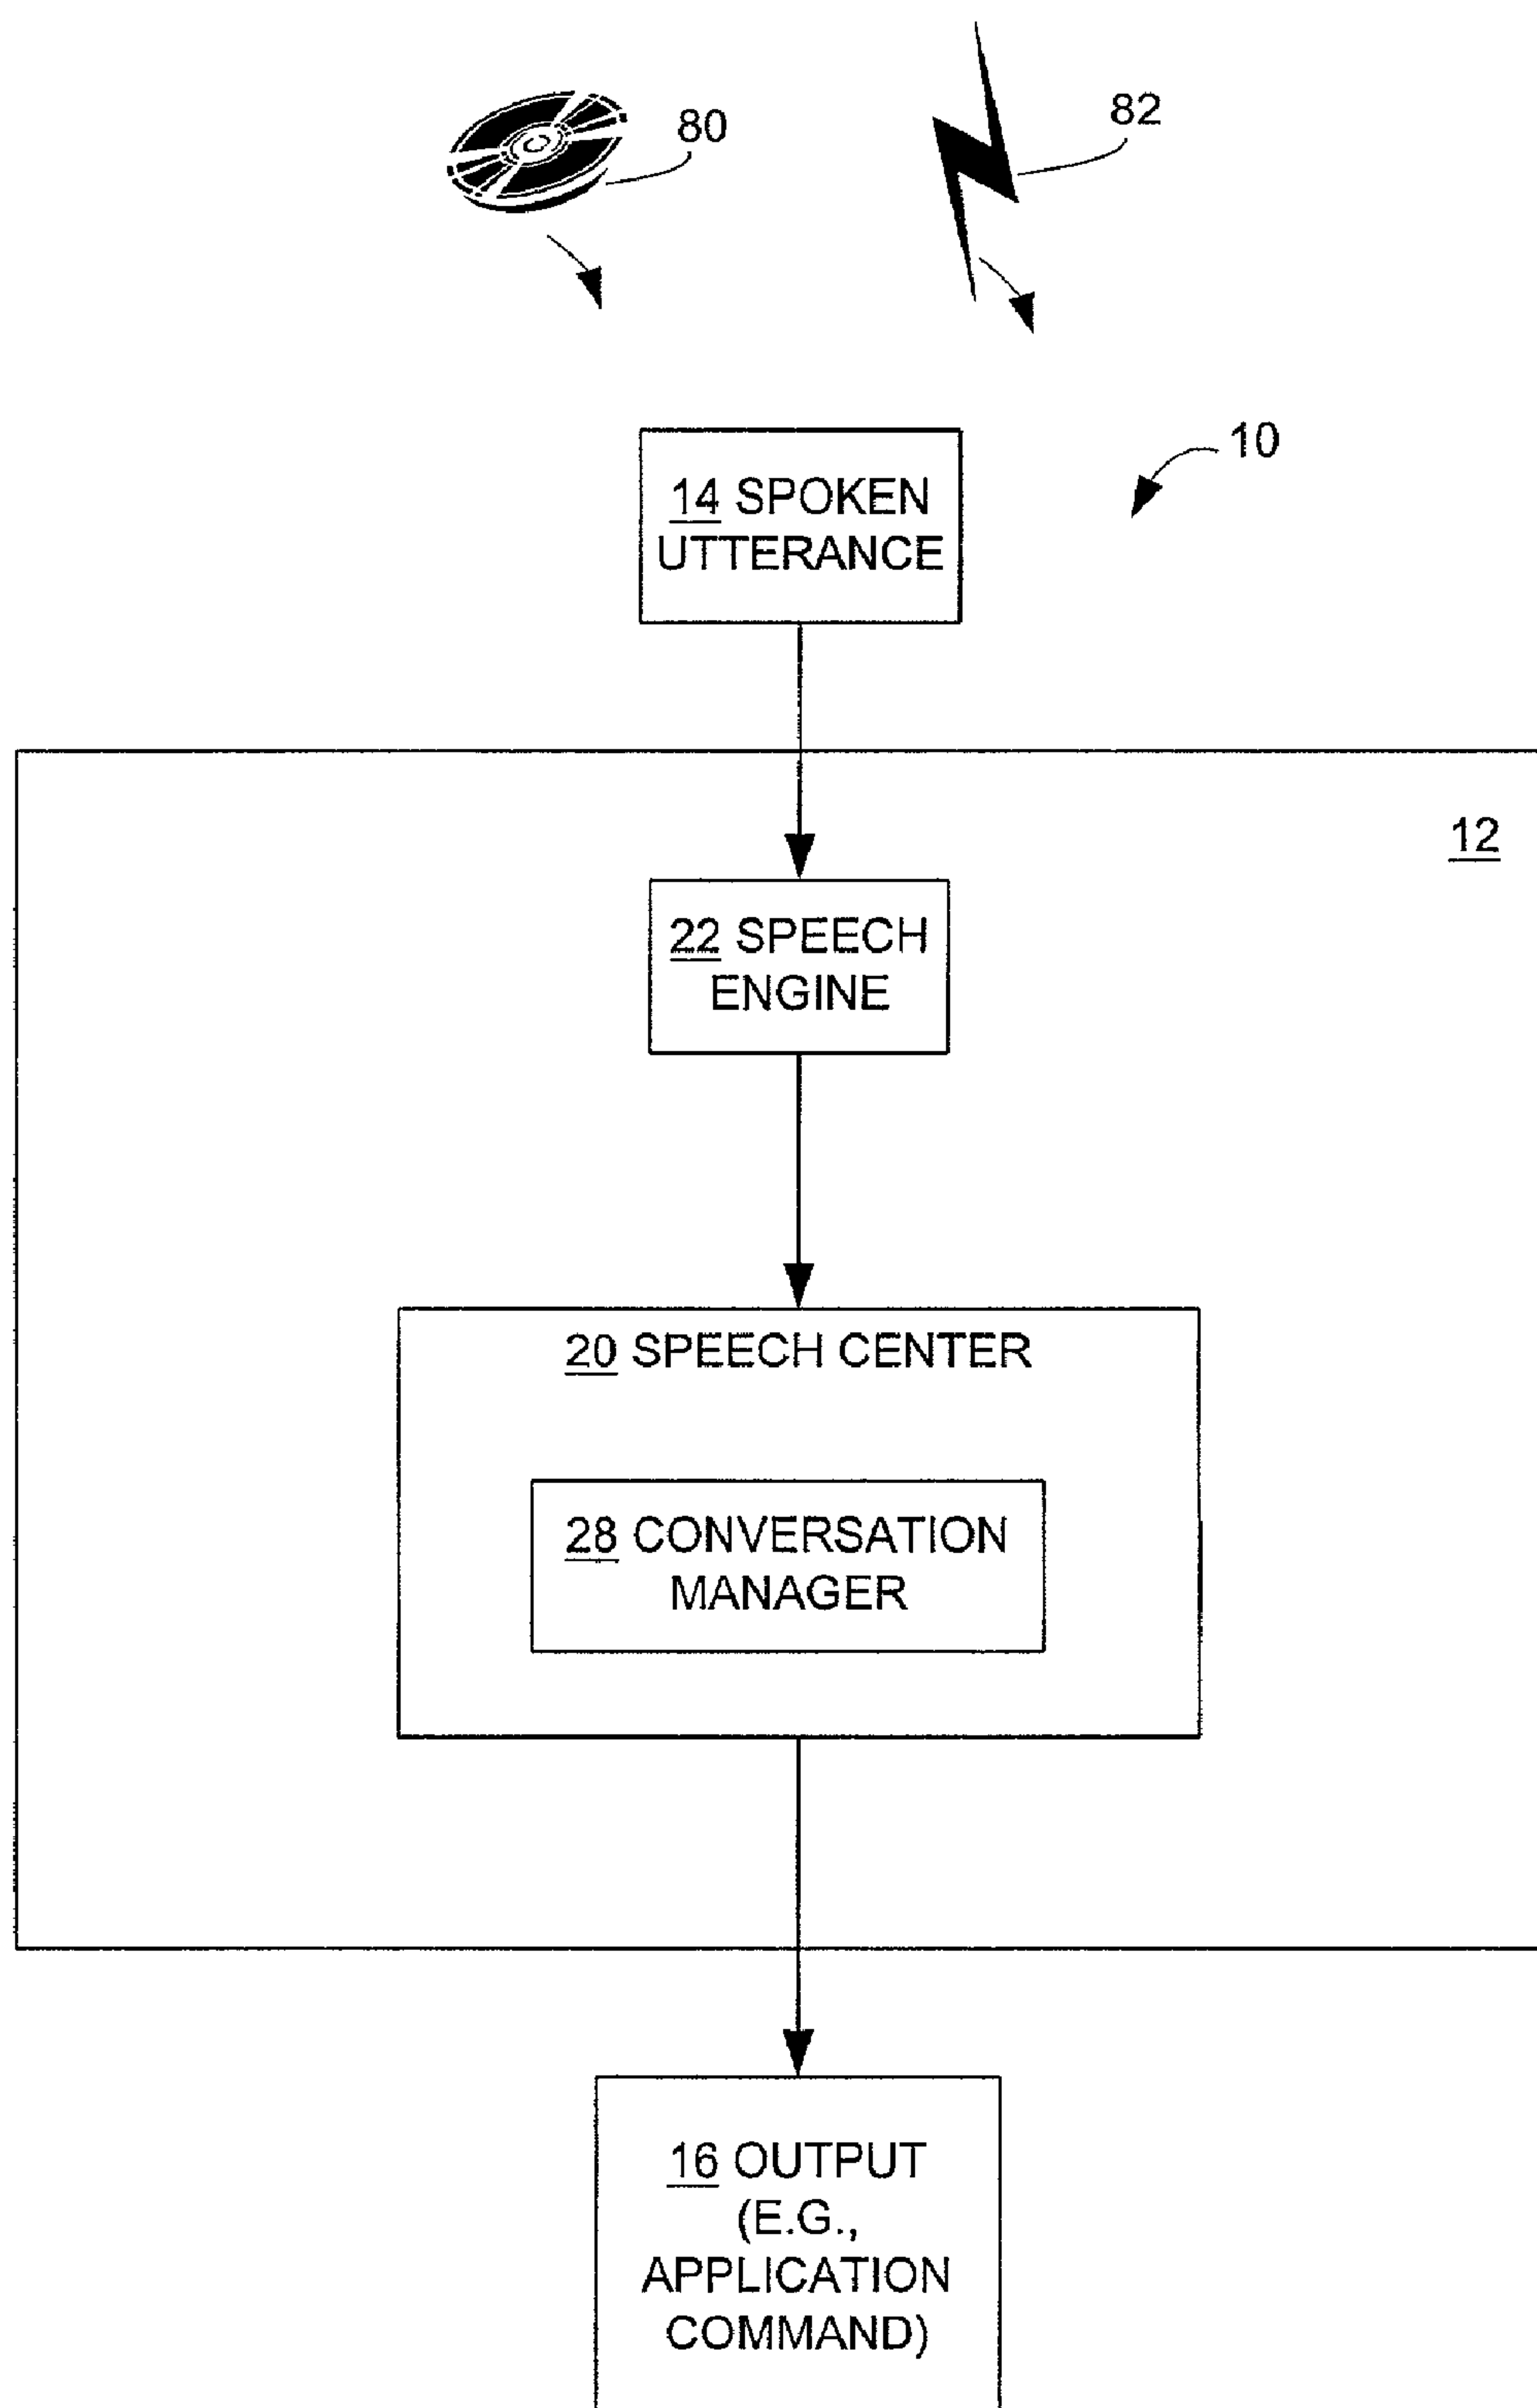 80
82
10
14 SPOKEN
UTTERANCE
12
22 SPEECH
ENGINE
20 SPEECH CENTER
28 CONVERSATION
MANAGER
16 OUTPUT
(E.G.,
APPLICATION
COMMAND)